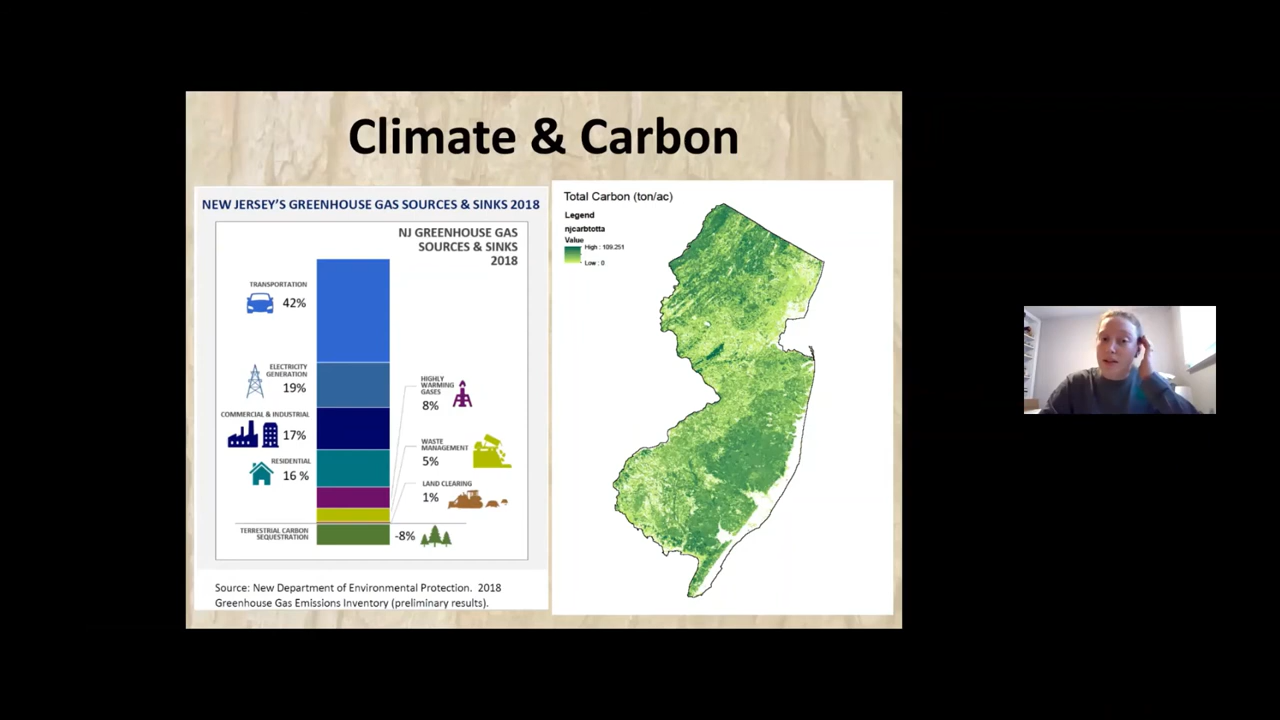 Climate & Carbon
NEW JERSEY'S GREENHOUSE GAS SOURCES & SINKS 2018
NJ GREENHOUSE GAS
SOURCES & SINKS
2018
TRANSPORTATION
42%
ELECTRICITY
GENERATION
19%
COMMERCIAL & INDUSTRIAL
17%
RESIDENTIAL
16 %
HIGHLY
WARMING
GASES
8%
WASTE
MANAGEMENT
5%
LAND CLEARING
1%
TERRESTRIAL CARBON
SEQUESTRATION
-8%
Source: New Department of Environmental Protection. 2018
Greenhouse Gas Emissions Inventory (preliminary results).
Total Carbon (ton/ac)
Legend
njcarbtotta
Value
High : 109.251
Low : 0